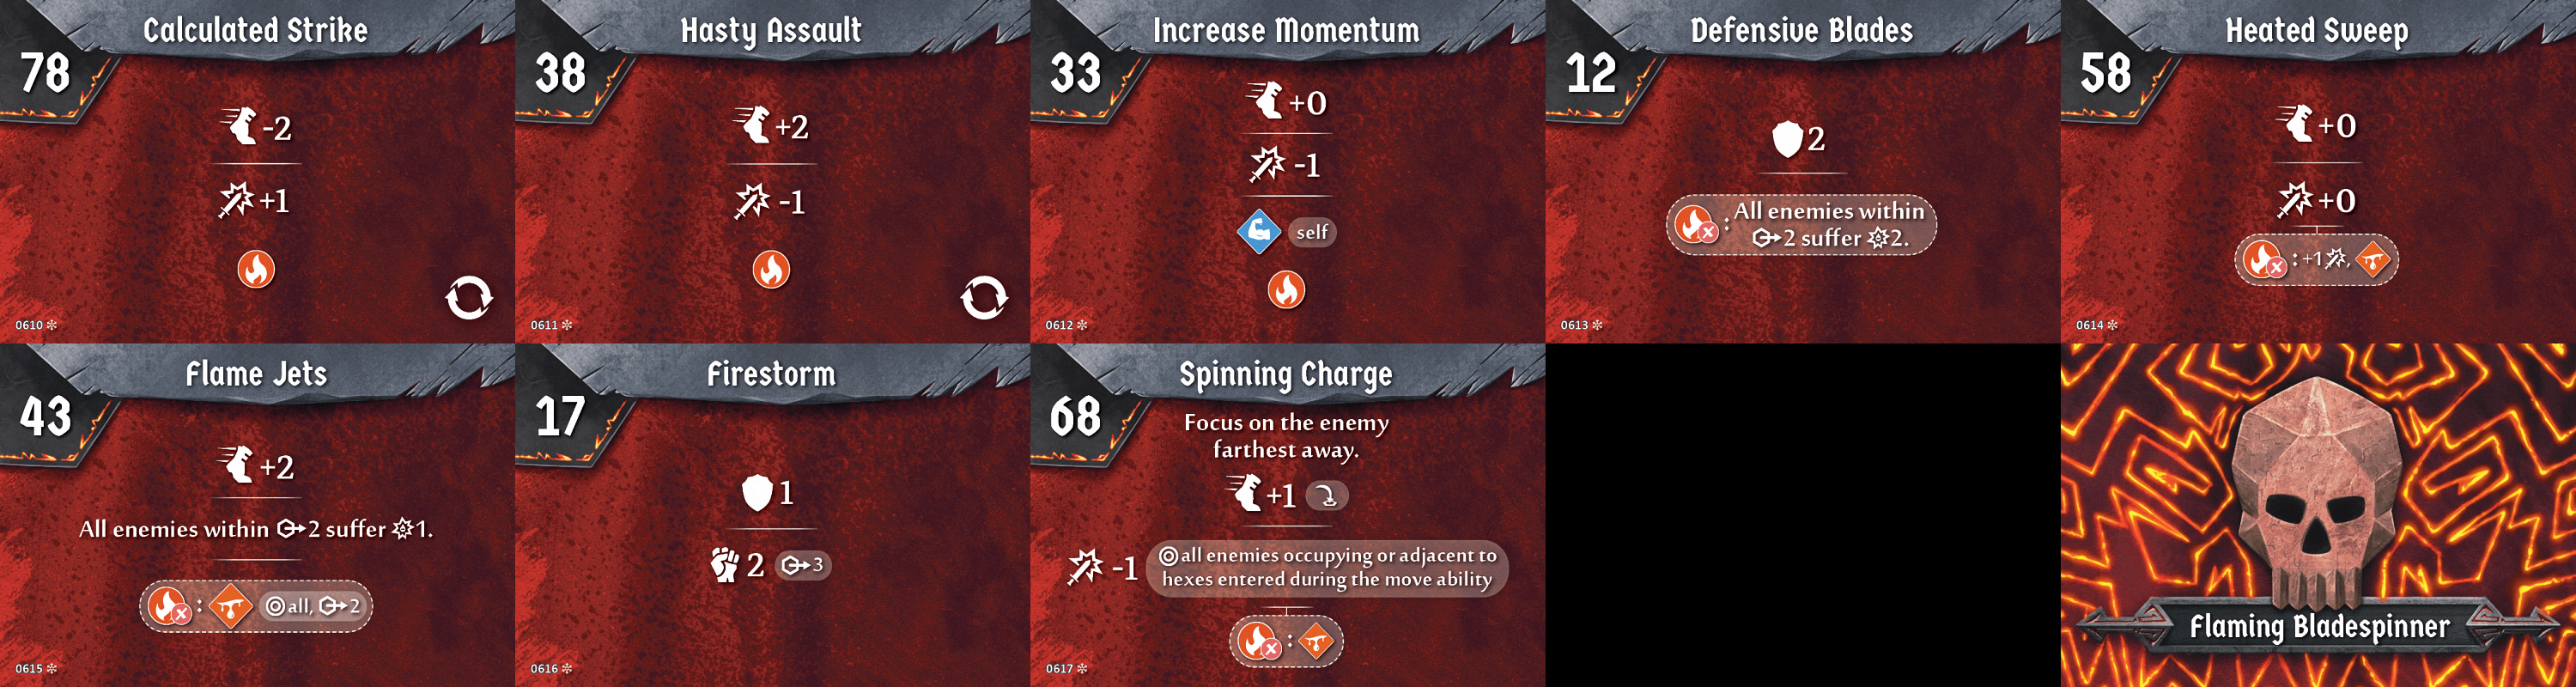 Calculated Strike
78
-2
+1
0610
Hasty Assault
38
+2
-1
0611
Increase Momentum
33
+0
-1
self
0612
Defensive Blades
12
2
: All enemies within
2 suffer 2.
0613
Heated Sweep
58
+0
+0
: +1 ,
0614
Flame Jets
43
+2
All enemies within 2 suffer 1.
: all, 2
0615
Firestorm
17
1
2 3
0616
Spinning Charge
68
Focus on the enemy
farthest away.
+1
-1 all enemies occupying or adjacent to
hexes entered during the move ability
:
0617
Flaming Bladespinner